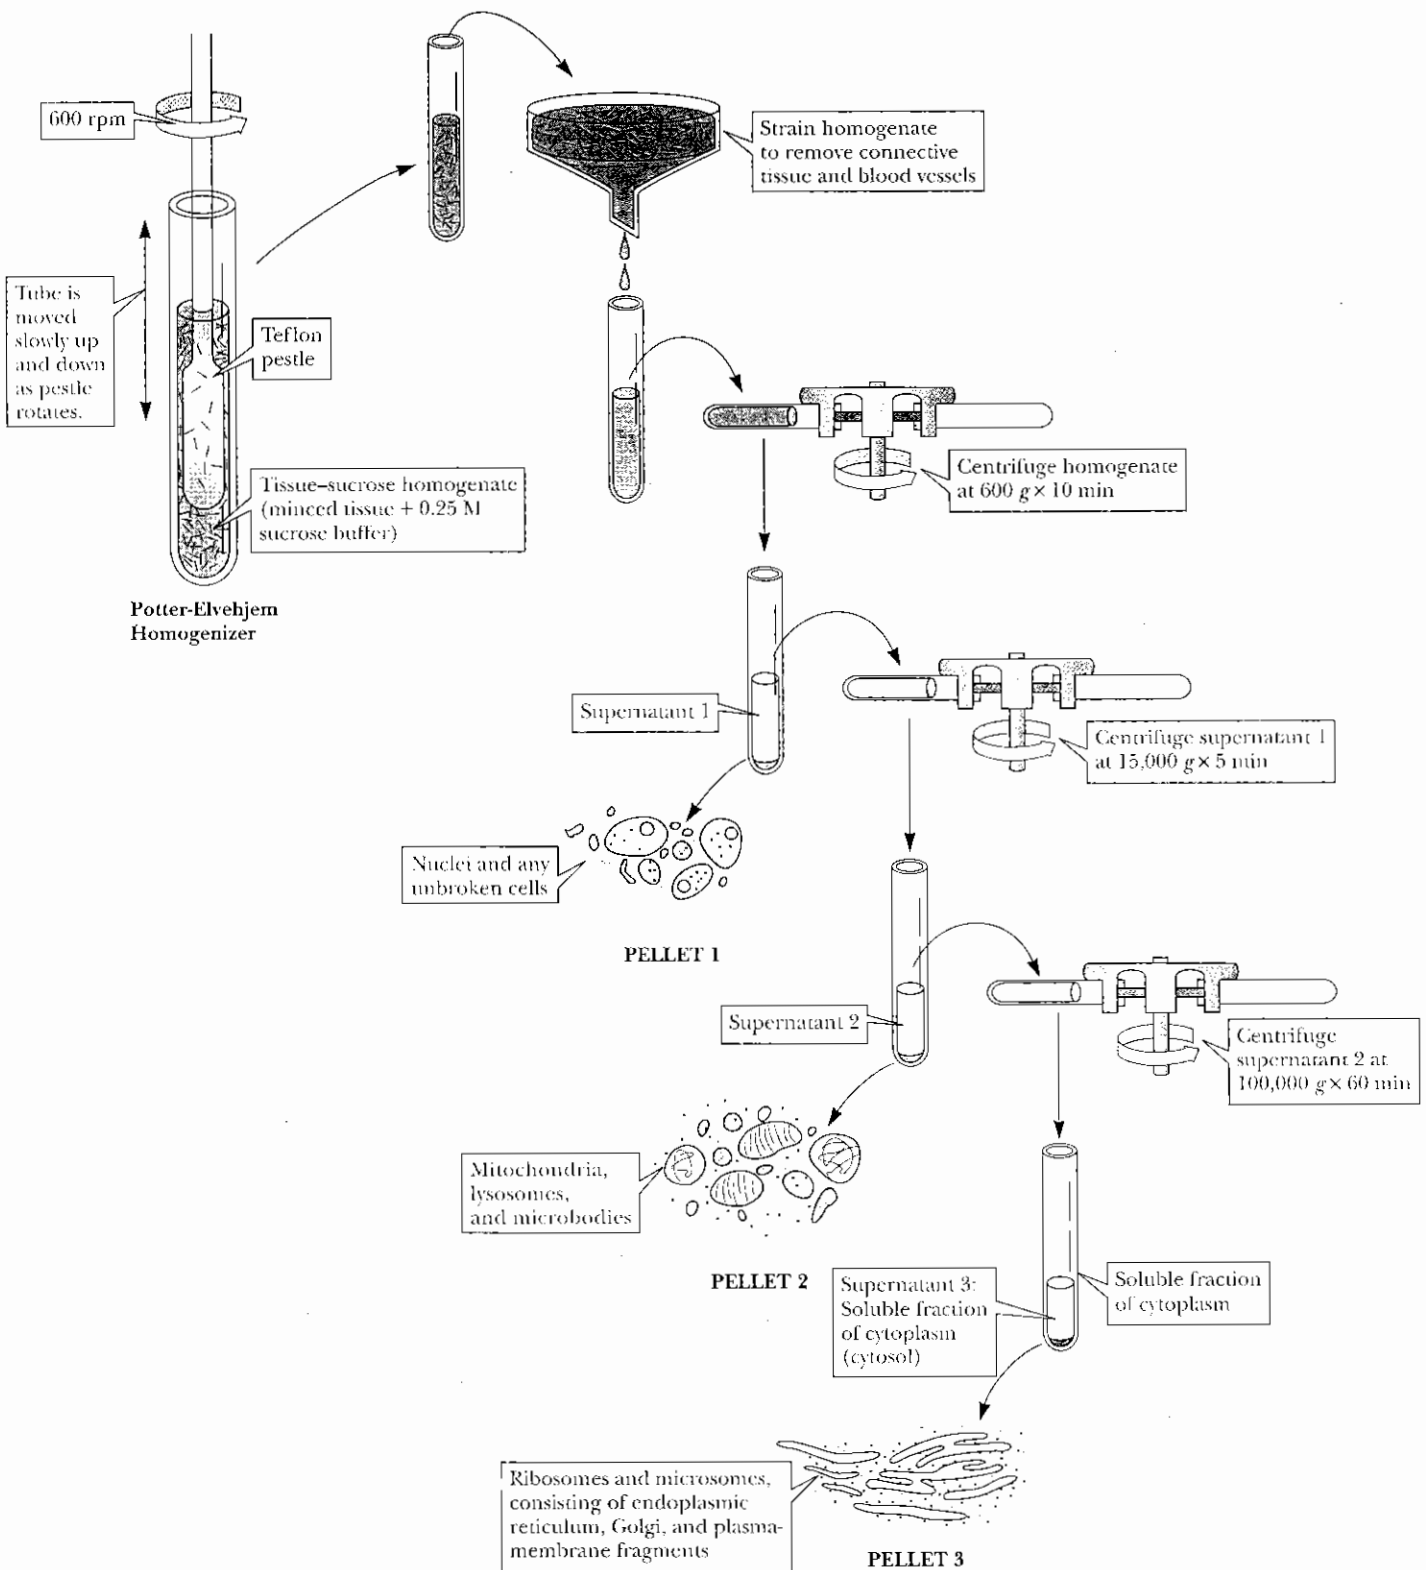 600 rpm
Strain homogenate
to remove connective
tissue and blood vessels
Tube is
moved
slowly up
and down
as pestle
rotates.
Teflon
pestle
Tissue–sucrose homogenate
(minced tissue + 0.25 M
sucrose buffer)
Potter-Elvehjem
Homogenizer
Centrifuge homogenate
at 600 g × 10 min
Supernatant 1
Centrifuge supernatant 1
at 15,000 g × 5 min
Nuclei and any
unbroken cells
PELLET 1
Supernatant 2
Centrifuge
supernatant 2 at
100,000 g × 60 min
Mitochondria,
lysosomes,
and microbodies
PELLET 2
Supernatant 3:
Soluble fraction
of cytoplasm
(cytosol)
Soluble fraction
of cytoplasm
Ribosomes and microsomes,
consisting of endoplasmic
reticulum, Golgi, and plasma-
membrane fragments
PELLET 3